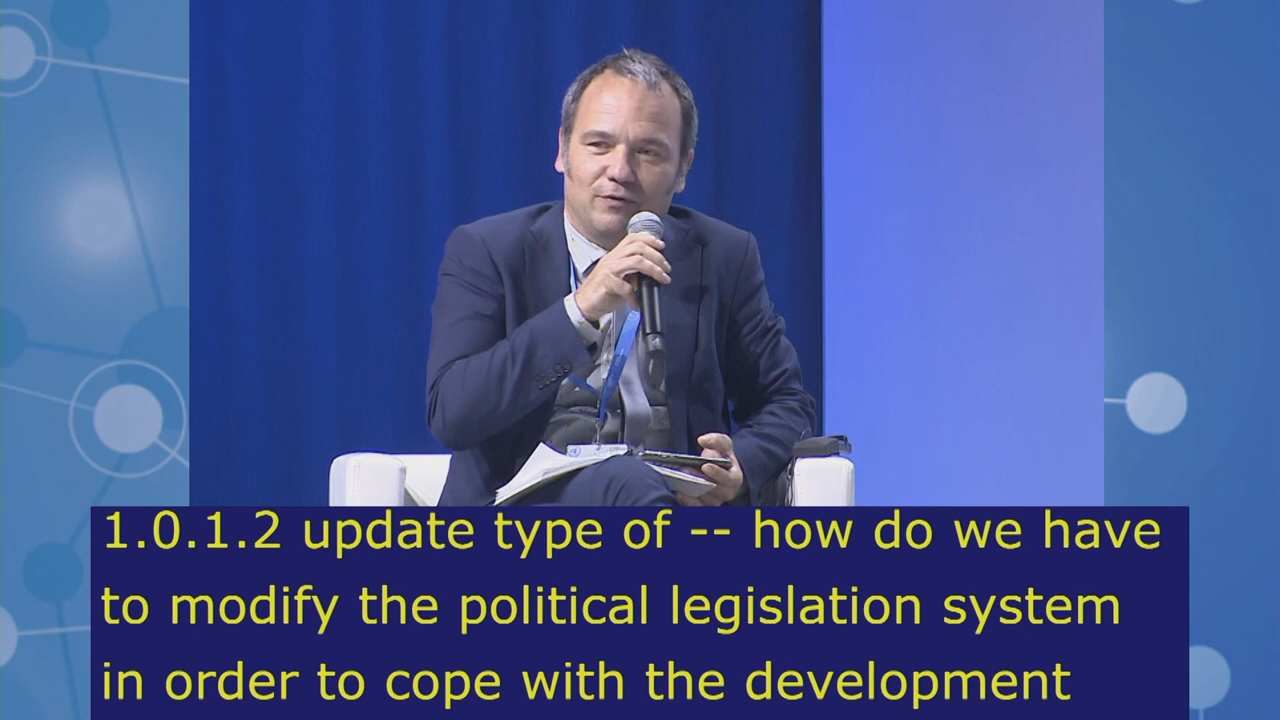 1.0.1.2 update type of -- how do we have
to modify the political legislation system
in order to cope with the development